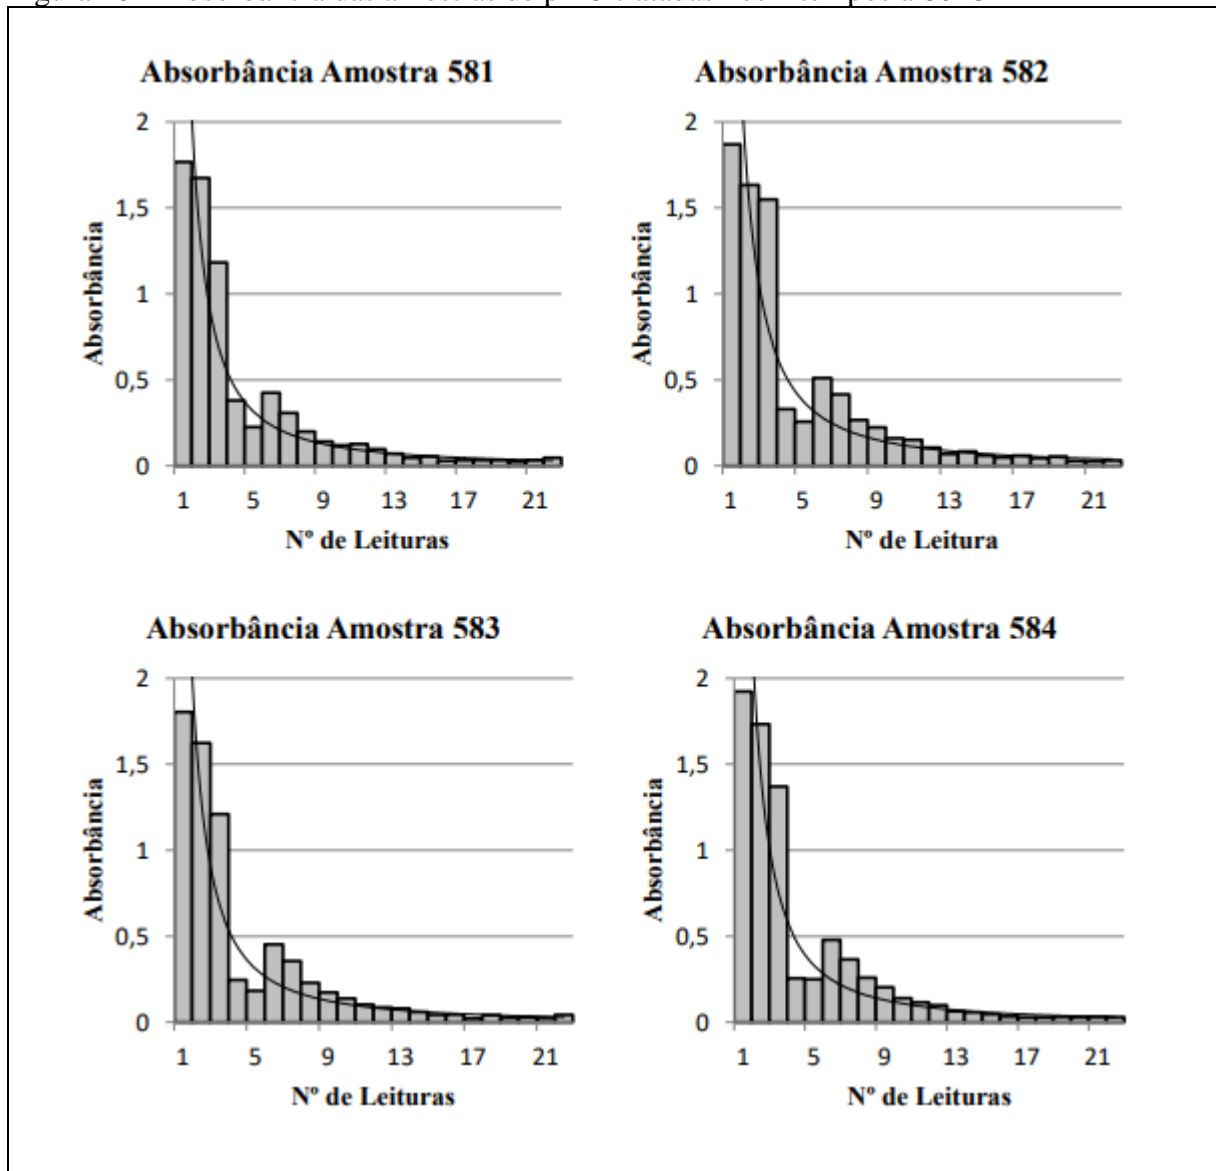 Absorbância Amostra 581
2
1,5
1
0,5
0
Absorbância
1 5 9 13 17 21
Nº de Leituras
Absorbância Amostra 582
2
1,5
1
0,5
0
Absorbância
1 5 9 13 17 21
Nº de Leitura
Absorbância Amostra 583
2
1,5
1
0,5
0
Absorbância
1 5 9 13 17 21
Nº de Leituras
Absorbância Amostra 584
2
1,5
1
0,5
0
Absorbância
1 5 9 13 17 21
Nº de Leituras